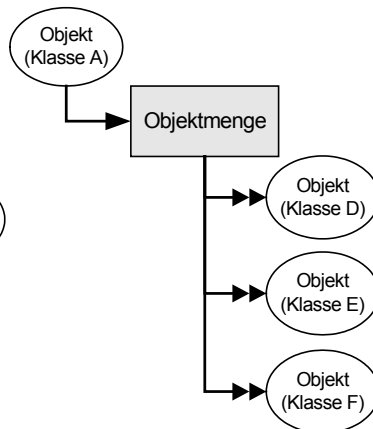 Objekt
(Klasse A)
Objektmenge
Objekt
(Klasse D)
Objekt
(Klasse E)
Objekt
(Klasse F)